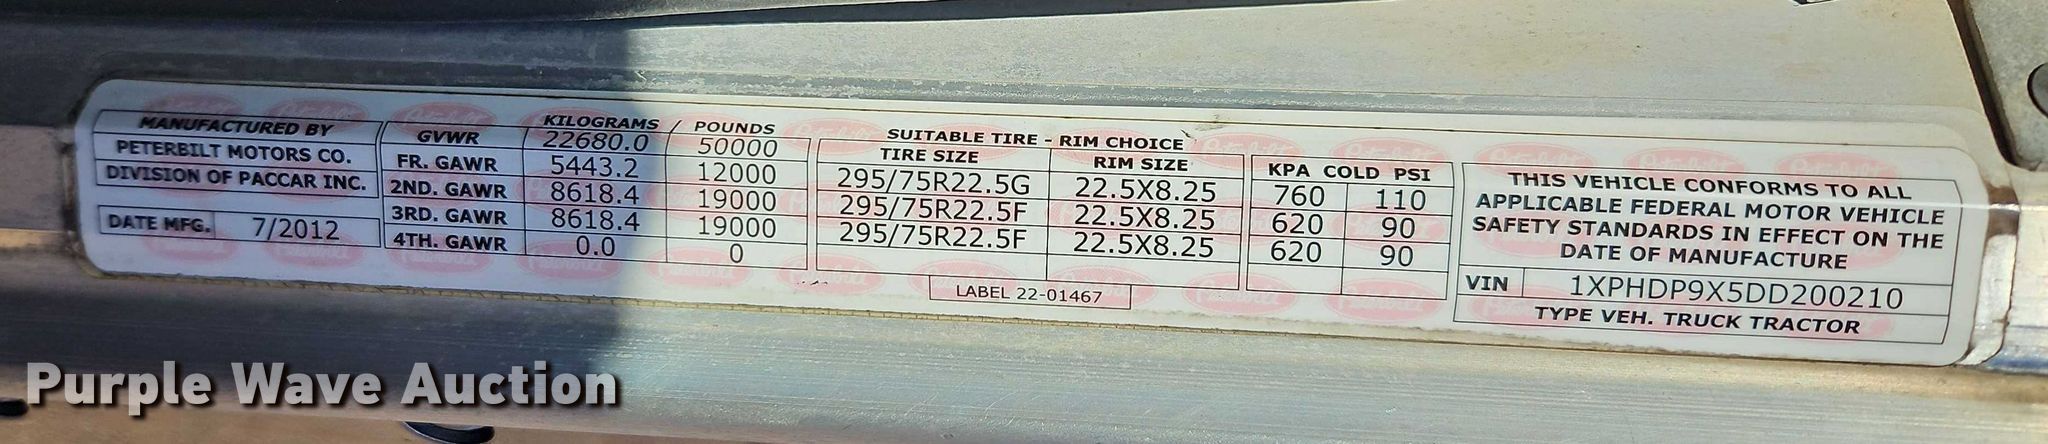 MANUFACTURED BY
PETERBILT MOTORS CO.
DIVISION OF PACCAR INC.
DATE MFG. 7/2012
KILOGRAMS / POUNDS
GVWR 22680.0 50000
FR. GAWR 5443.2 12000
2ND. GAWR 8618.4 19000
3RD. GAWR 8618.4 19000
4TH. GAWR 0.0 0
SUITABLE TIRE - RIM CHOICE
TIRE SIZE RIM SIZE KPA COLD PSI
295/75R22.5G 22.5X8.25 760 110
295/75R22.5F 22.5X8.25 620 90
295/75R22.5F 22.5X8.25 620 90
LABEL 22-01467
THIS VEHICLE CONFORMS TO ALL
APPLICABLE FEDERAL MOTOR VEHICLE
SAFETY STANDARDS IN EFFECT ON THE
DATE OF MANUFACTURE
VIN 1XPHDP9X5DD200210
TYPE VEH. TRUCK TRACTOR
Purple Wave Auction